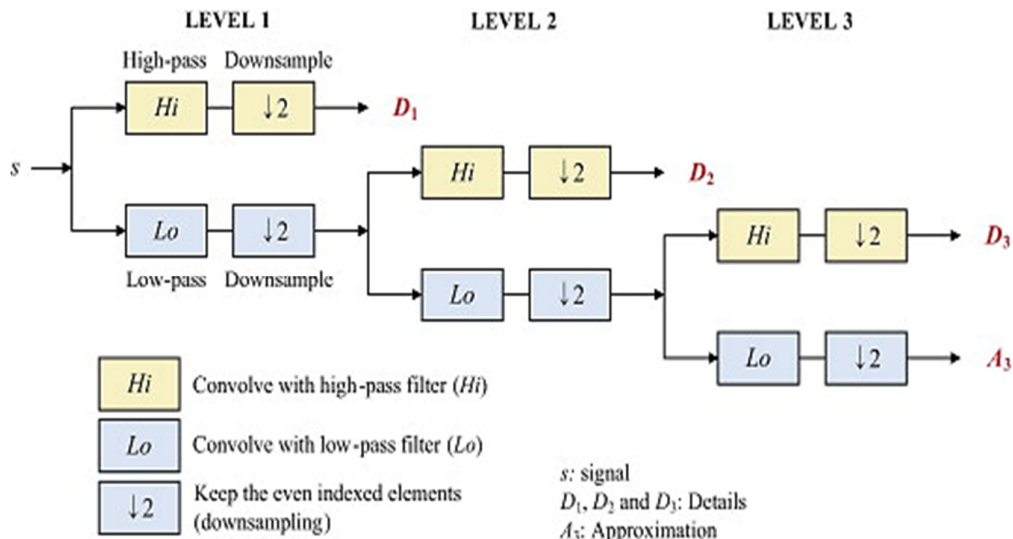 LEVEL 1
LEVEL 2
LEVEL 3
High-pass Downsample
Hi ↓2 D₁
s
Hi ↓2 D₂
Lo ↓2
Low-pass Downsample
Hi ↓2 D₃
Lo ↓2
Lo ↓2 A₃
Hi Convolve with high-pass filter (Hi)
Lo Convolve with low-pass filter (Lo)
↓2 Keep the even indexed elements
(downsampling)
s: signal
D₁, D₂ and D₃: Details
A₃: Approximation